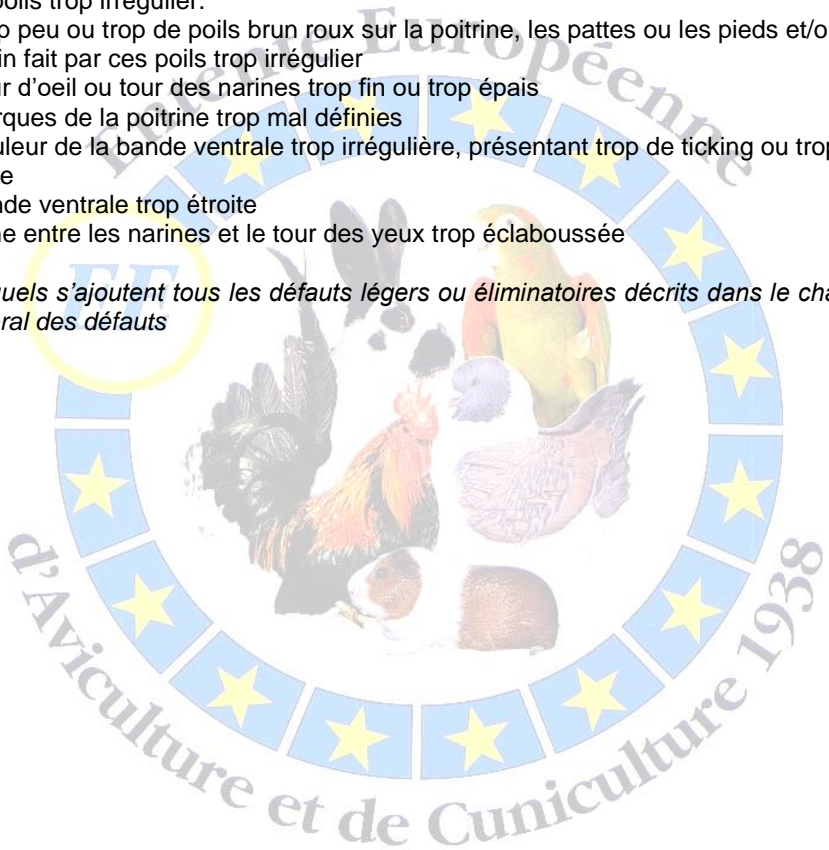 poils trop irrégulier.
p peu ou trop de poils brun roux sur la poitrine, les pattes ou les pieds et/o
in fait par ces poils trop irrégulier
r d'oeil ou tour des narines trop fin ou trop épais
rques de la poitrine trop mal définies
uleur de la bande ventrale trop irrégulière, présentant trop de ticking ou trop
e
nde ventrale trop étroite
ne entre les narines et le tour des yeux trop éclaboussée
quels s'ajoutent tous les défauts légers ou éliminatoires décrits dans le cha
ral des défauts
Entente Européenne
EE
d'Aviculture et de Cuniculture 1938